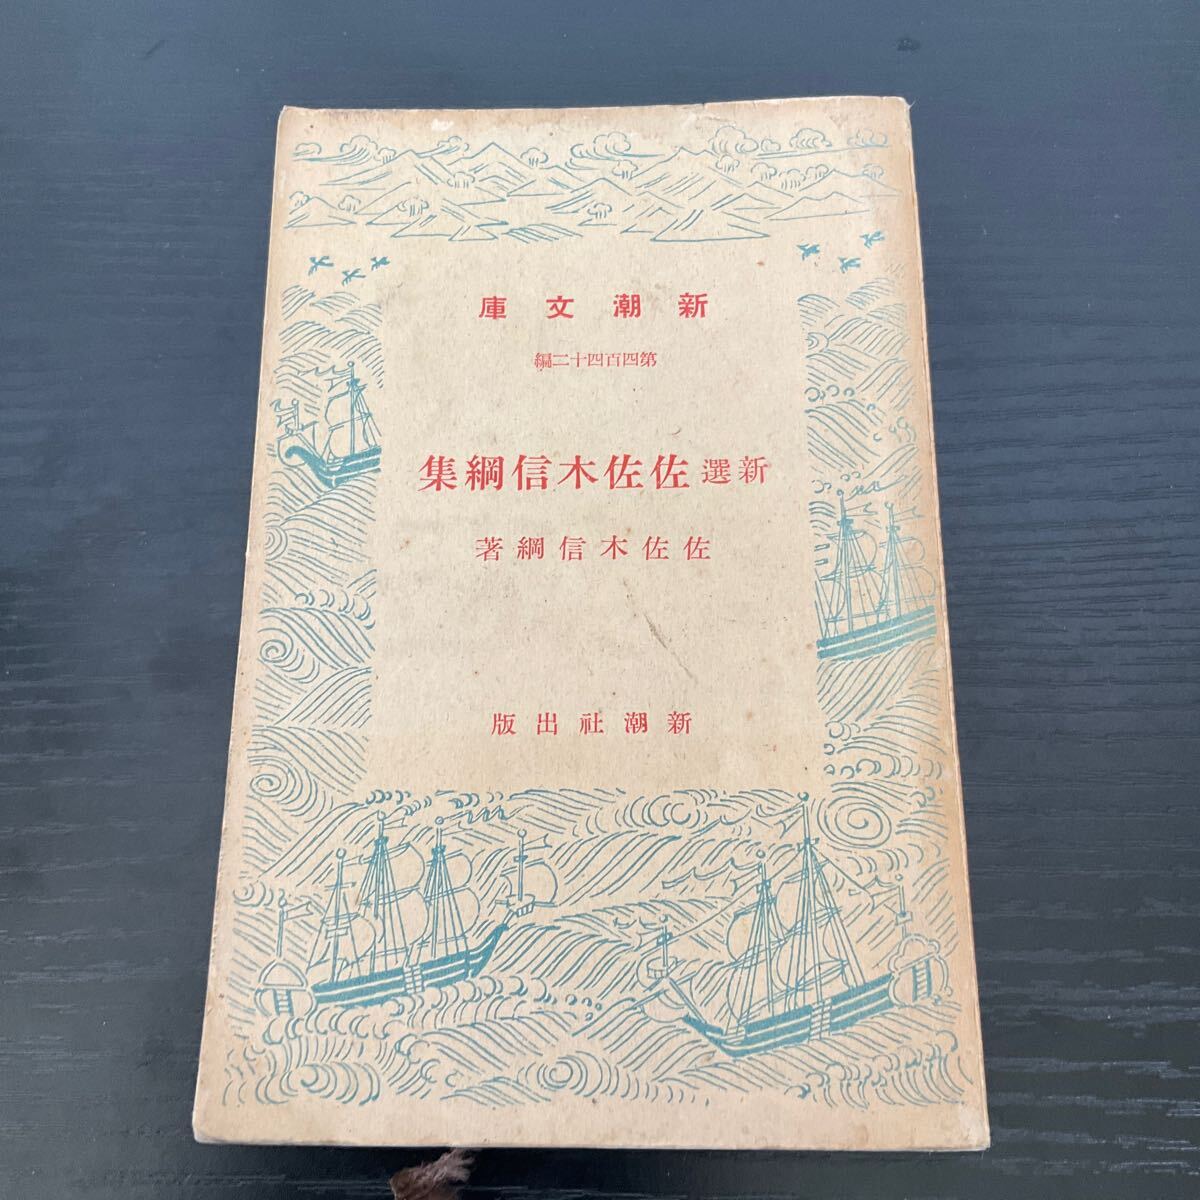 新潮文庫
第四百四十二編
新選 佐佐木信綱集
佐佐木信綱著
新潮社出版